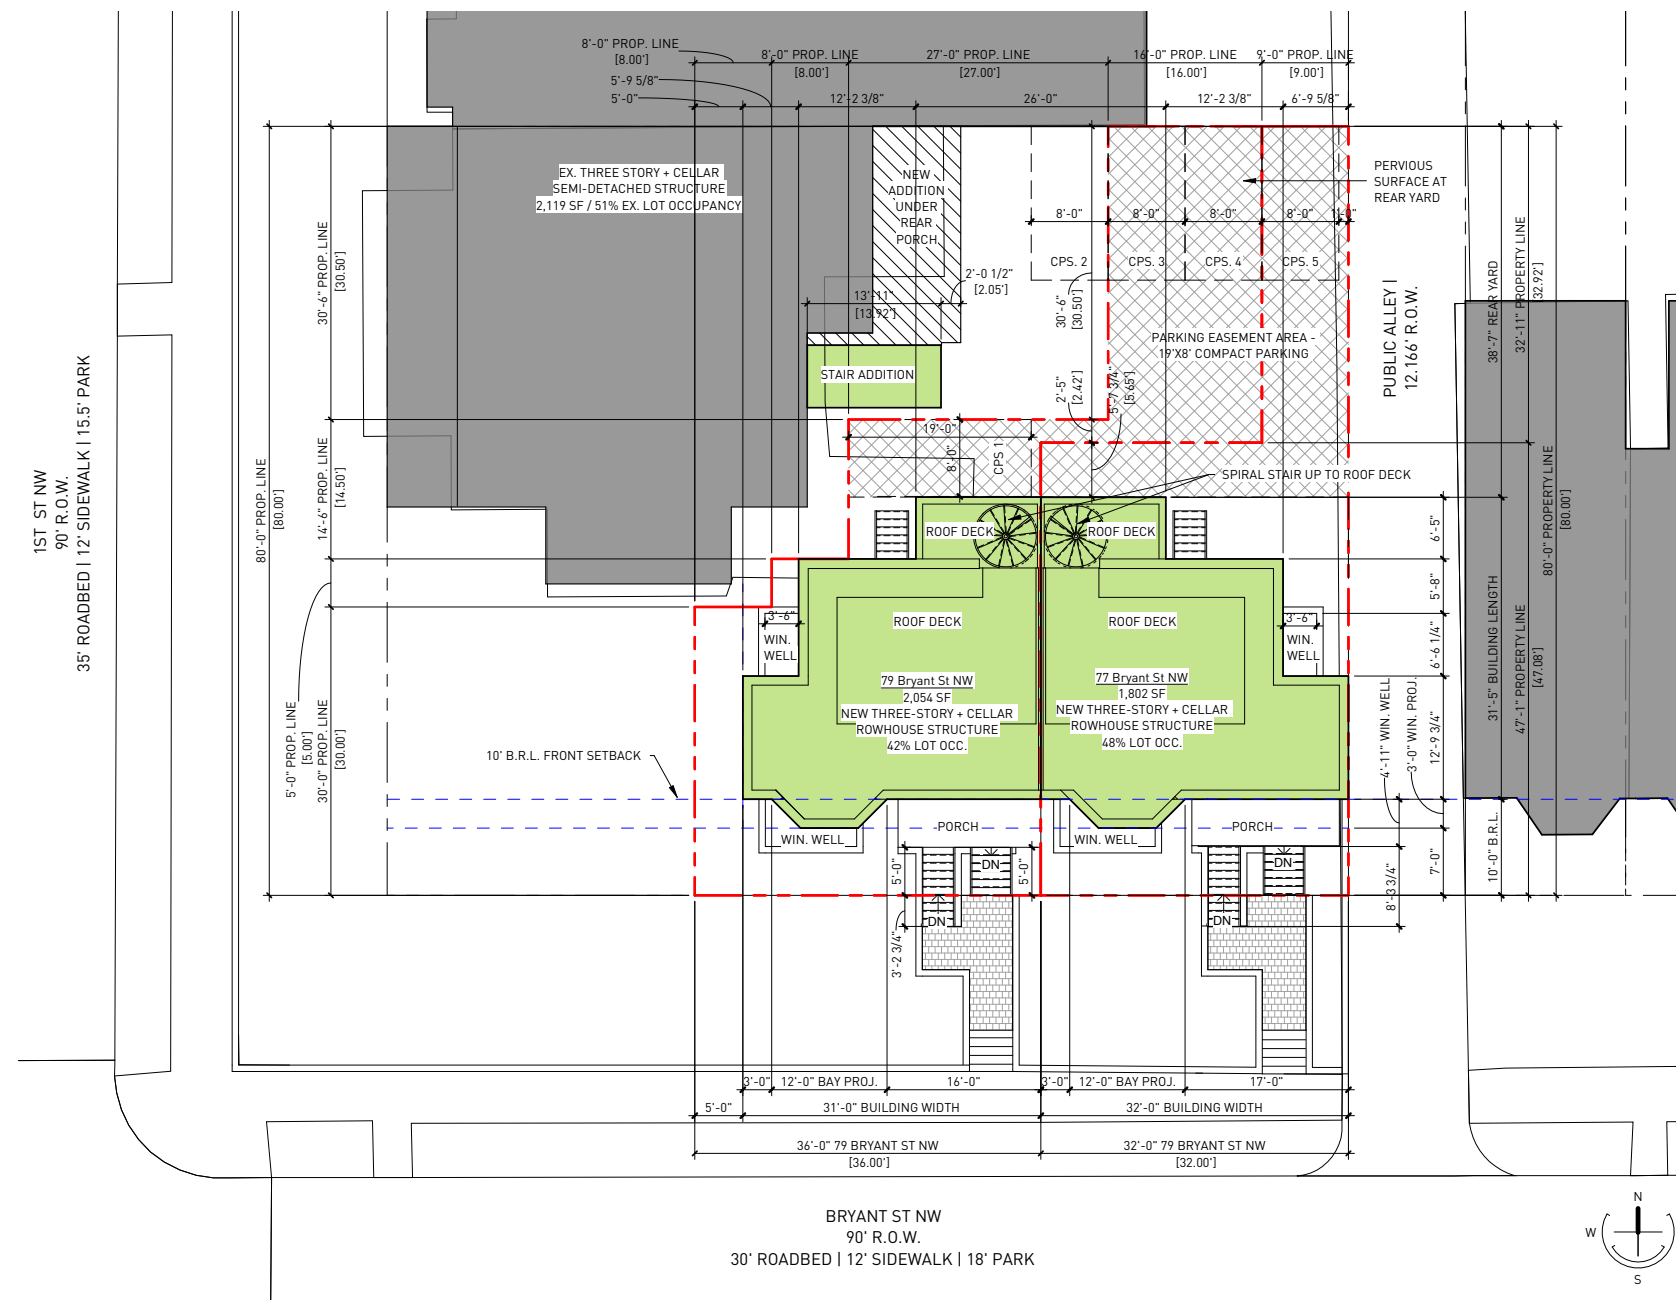 8'-0" PROP. LINE
[8.00']
8'-0" PROP. LINE
[8.00']
27'-0" PROP. LINE
[27.00']
16'-0" PROP. LINE
[16.00']
9'-0" PROP. LINE
[9.00']
5'-9 5/8"
5'-0"
12'-2 3/8"
26'-0"
12'-2 3/8"
6'-9 5/8"
EX. THREE STORY + CELLAR
SEMI-DETACHED STRUCTURE
2,119 SF / 51% EX. LOT OCCUPANCY
NEW
ADDITION
UNDER
REAR
PORCH
PERVIOUS
SURFACE AT
REAR YARD
8'-0"
8'-0"
8'-0"
8'-0"
1'-0"
CPS. 2
CPS. 3
CPS. 4
CPS. 5
2'-0 1/2"
[2.05']
13'-11"
[13.92']
30'-6"
[30.50']
PARKING EASEMENT AREA -
19'X8' COMPACT PARKING
STAIR ADDITION
2'-5"
[2.42']
5'-7 3/4"
[5.65']
19'-0"
8'-0"
CPS 1
SPIRAL STAIR UP TO ROOF DECK
ROOF DECK
ROOF DECK
ROOF DECK
ROOF DECK
3'-6"
WIN.
WELL
3'-6"
WIN.
WELL
79 Bryant St NW
2,054 SF
NEW THREE-STORY + CELLAR
ROWHOUSE STRUCTURE
42% LOT OCC.
77 Bryant St NW
1,802 SF
NEW THREE-STORY + CELLAR
ROWHOUSE STRUCTURE
48% LOT OCC.
10' B.R.L. FRONT SETBACK
WIN. WELL
PORCH
WIN. WELL
PORCH
DN
DN
DN
DN
5'-0"
5'-0"
3'-2 3/4"
1ST ST NW
90' R.O.W.
35' ROADBED | 12' SIDEWALK | 15.5' PARK
80'-0" PROP. LINE
[80.00']
30'-6" PROP. LINE
[30.50']
14'-6" PROP. LINE
[14.50']
5'-0" PROP. LINE
[5.00']
30'-0" PROP. LINE
[30.00']
PUBLIC ALLEY |
12.166' R.O.W.
38'-7" REAR YARD
32'-11" PROPERTY LINE
[32.92']
80'-0" PROPERTY LINE
[80.00']
31'-5" BUILDING LENGTH
47'-1" PROPERTY LINE
[47.08']
6'-5"
5'-8"
6'-6 1/4"
12'-9 3/4"
4'-11" WIN. WELL
3'-0" WIN. PROJ.
7'-0"
8'-3 3/4"
10'-0" B.R.L.
3'-0"
12'-0" BAY PROJ.
16'-0"
3'-0"
12'-0" BAY PROJ.
17'-0"
5'-0"
31'-0" BUILDING WIDTH
32'-0" BUILDING WIDTH
36'-0" 79 BRYANT ST NW
[36.00']
32'-0" 79 BRYANT ST NW
[32.00']
BRYANT ST NW
90' R.O.W.
30' ROADBED | 12' SIDEWALK | 18' PARK
N
W
S